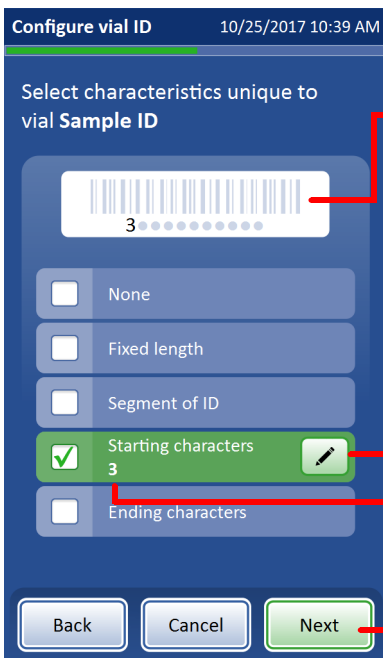 Configure vial ID 10/25/2017 10:39 AM
Select characteristics unique to
vial Sample ID
3
None
Fixed length
Segment of ID
Starting characters
3
Ending characters
Back Cancel Next